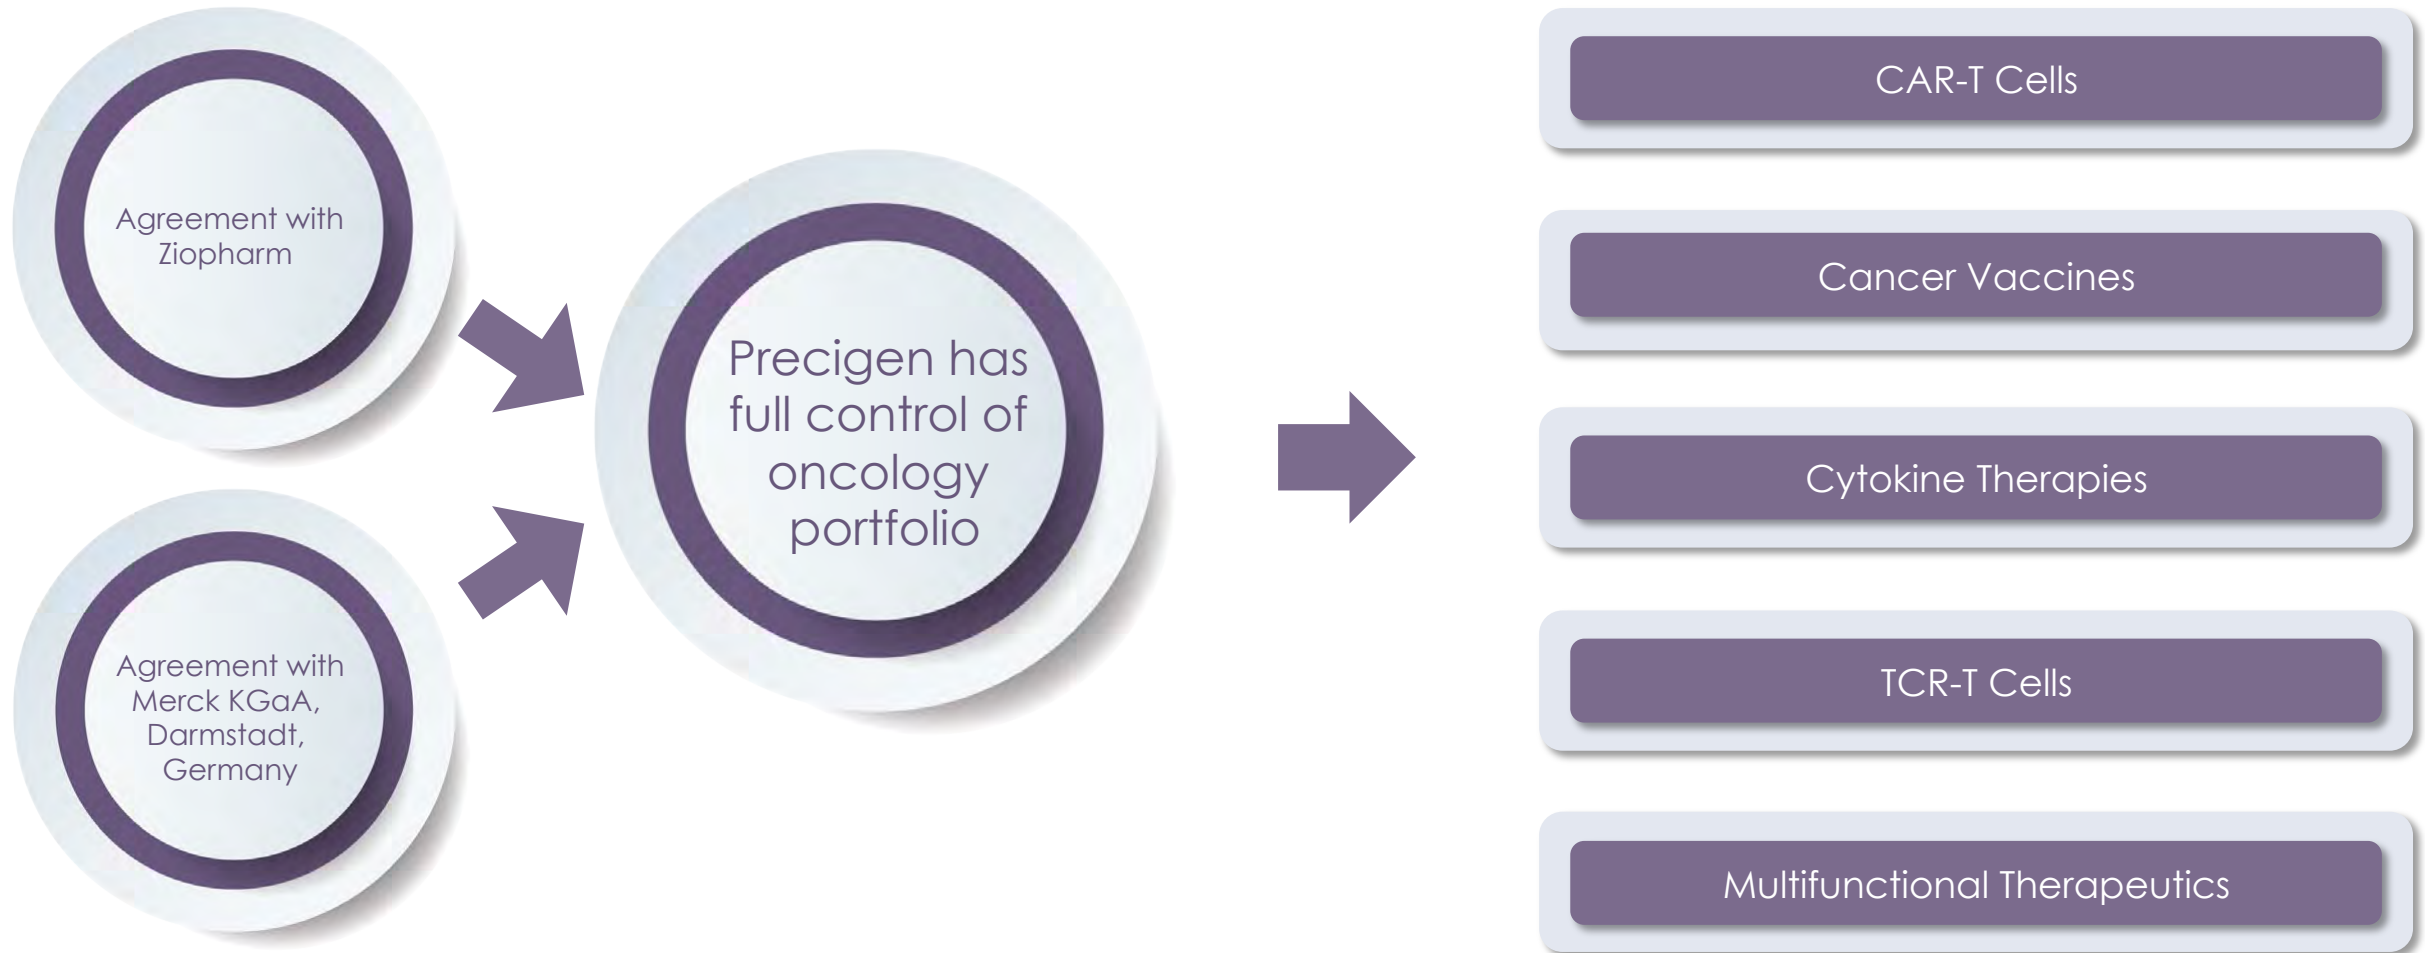 Agreement with
Ziopharm
Agreement with
Merck KGaA,
Darmstadt,
Germany
Precigen has
full control of
oncology
portfolio
CAR-T Cells
Cancer Vaccines
Cytokine Therapies
TCR-T Cells
Multifunctional Therapeutics